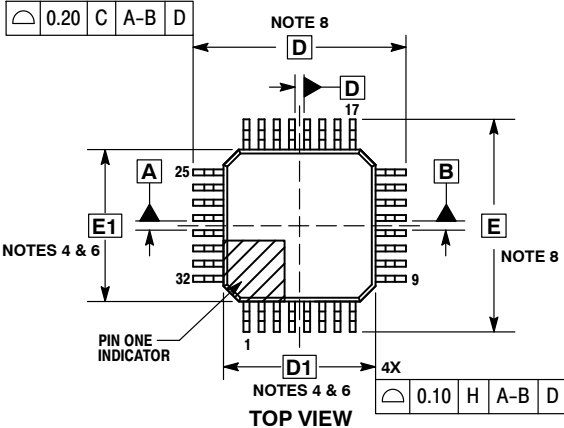 0.20 C A-B D
NOTE 8
D
D
17
25
A
B
E1
E
NOTES 4 & 6
NOTE 8
32
9
PIN ONE
INDICATOR
1
D1
4X
NOTES 4 & 6
0.10 H A-B D
TOP VIEW